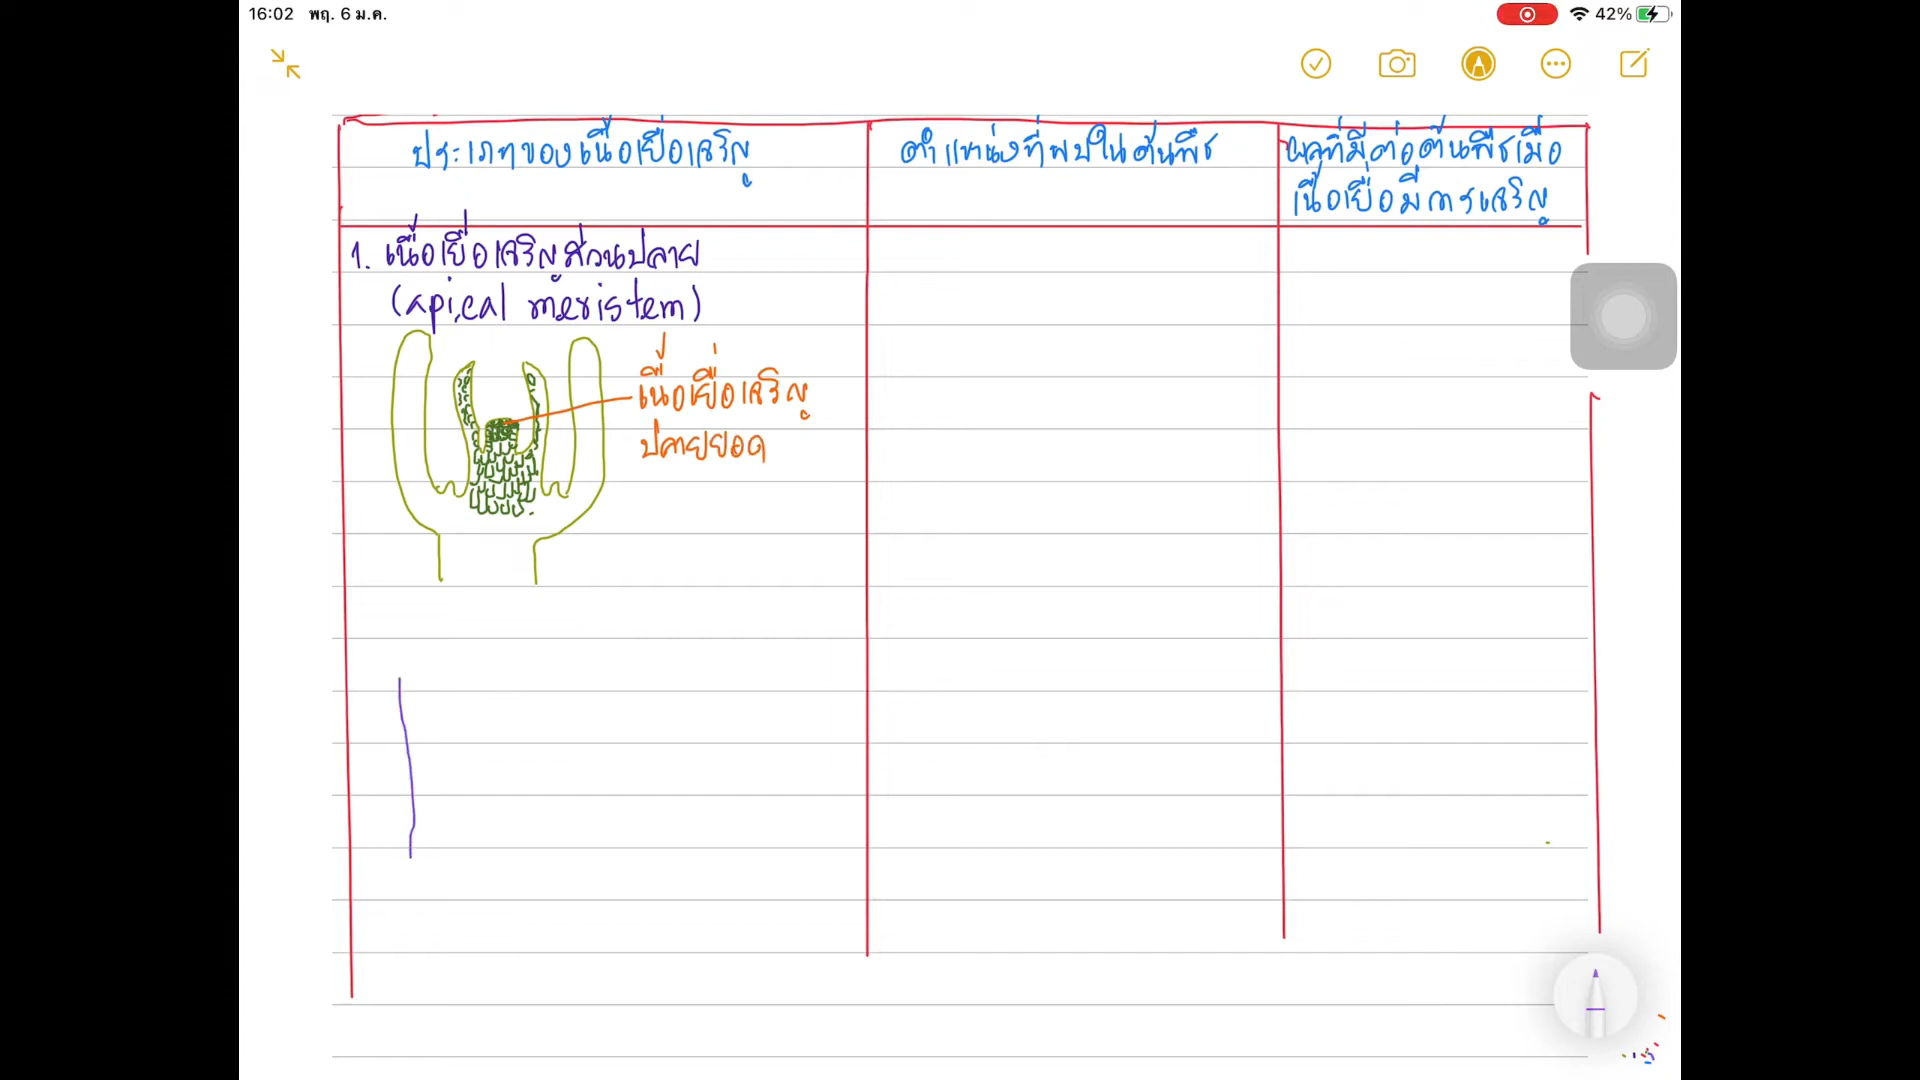 16:02 พฤ. 6 ม.ค.
42%
ประเภทของเนื้อเยื่อเจริญ
ตำแหน่งที่พบในต้นพืช
ผลที่มีต่อต้นพืชเมื่อ
เนื้อเยื่อมีการเจริญ
1. เนื้อเยื่อเจริญส่วนปลาย
(apical meristem)
เนื้อเยื่อเจริญ
ปลายยอด